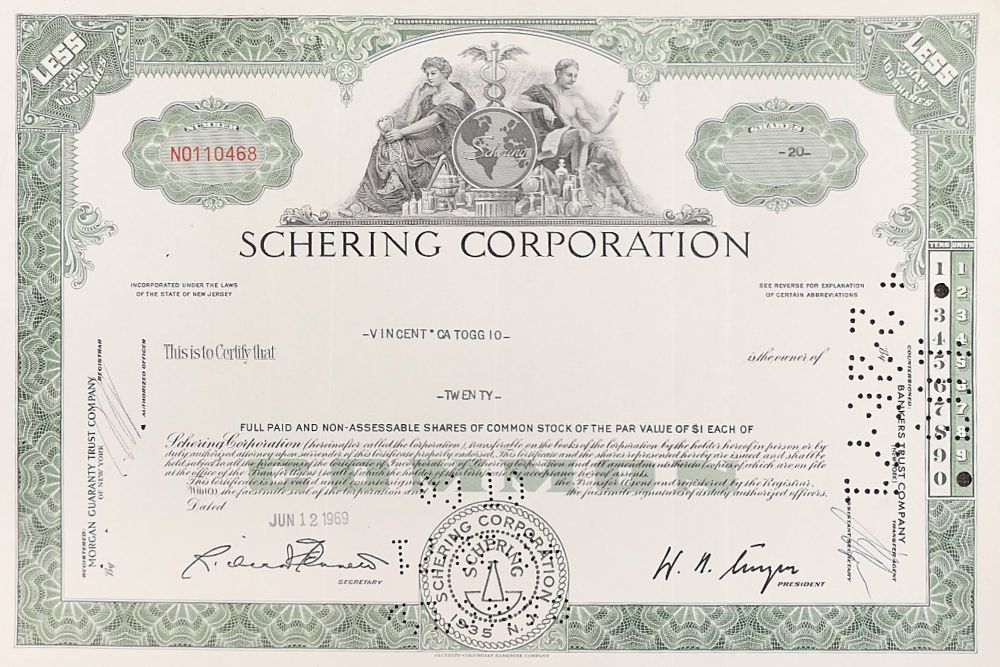 LESS THAN 100 SHARES
LESS THAN 100 SHARES
NUMBER
N0110468
Schering
SHARES
-20-
SCHERING CORPORATION
INCORPORATED UNDER THE LAWS
OF THE STATE OF NEW JERSEY
SEE REVERSE FOR EXPLANATION
OF CERTAIN ABBREVIATIONS
TENS UNITS
1 1
2
3 3
4 4
5 5
6 6
7 7
8 8
9 9
0
-VINCENT*CATOGGIO-
This is to Certify that
is the owner of
-TWENTY-
FULL PAID AND NON-ASSESSABLE SHARES OF COMMON STOCK OF THE PAR VALUE OF $1 EACH OF
Schering Corporation (hereinafter called the Corporation), transferable on the books of the Corporation by the holder hereof in person or by
duly authorized attorney upon surrender of this Certificate properly endorsed. This Certificate and the shares represented hereby are issued and shall be
held subject to all the provisions of the Certificate of Incorporation of Schering Corporation and all amendments thereto (copies of which are on file
at the office of the Transfer Agent) to all of which the holder by acceptance hereof assents.
This Certificate is not valid until countersigned by the Transfer Agent and registered by the Registrar.
Witness the facsimile seal of the Corporation and the facsimile signatures of its duly authorized officers.
Dated
JUN 12 1969
SECRETARY
SCHERING CORPORATION
SCHERING
1935 N.J.
PRESIDENT
REGISTERED:
MORGAN GUARANTY TRUST COMPANY
OF NEW YORK
REGISTRAR
By
AUTHORIZED OFFICER
COUNTERSIGNED:
BANKERS TRUST COMPANY
(NEW YORK)
TRANSFER AGENT
By
ASSISTANT SECRETARY
SECURITY-COLUMBIAN BANKNOTE COMPANY